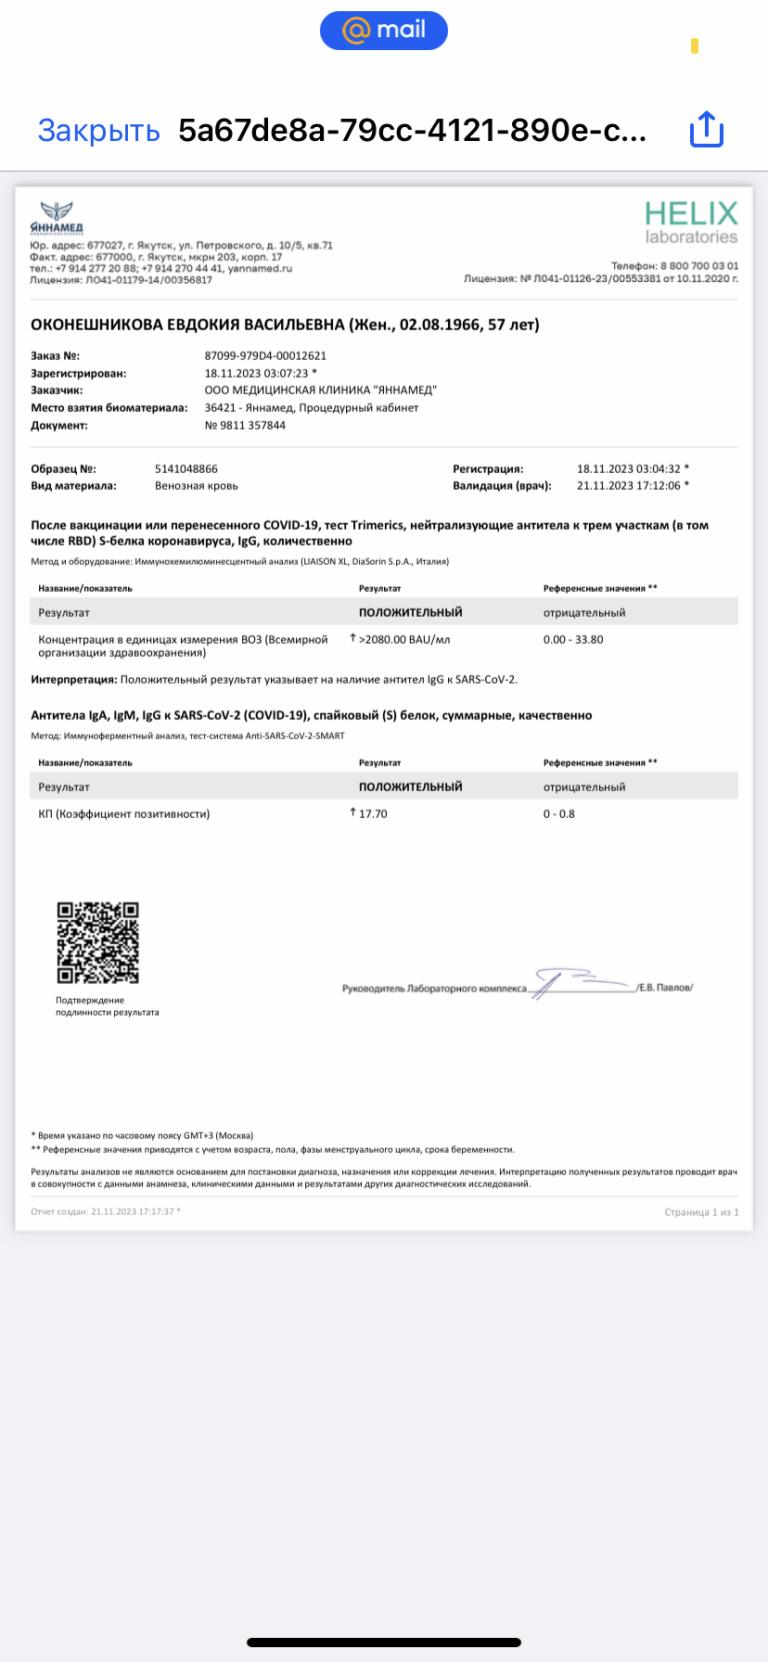 @ mail
Закрыть 5a67de8a-79cc-4121-890e-c...
ЯННАМЕД
HELIX
laboratories
Юр. адрес: 677027, г. Якутск, ул. Петровского, д. 10/5, кв.71
Факт. адрес: 677000, г. Якутск, мкрн 203, корп. 17
тел.: +7 914 277 20 88; +7 914 270 44 41, yannamed.ru
Лицензия: ЛО41-01179-14/00356817
Телефон: 8 800 700 03 01
Лицензия: № Л041-01126-23/00553381 от 10.11.2020 г.
ОКОНЕШНИКОВА ЕВДОКИЯ ВАСИЛЬЕВНА (Жен., 02.08.1966, 57 лет)
Заказ №: 87099-979D4-00012621
Зарегистрирован: 18.11.2023 03:07:23 *
Заказчик: ООО МЕДИЦИНСКАЯ КЛИНИКА "ЯННАМЕД"
Место взятия биоматериала: 36421 - Яннамед, Процедурный кабинет
Документ: № 9811 357844
Образец №: 5141048866 Регистрация: 18.11.2023 03:04:32 *
Вид материала: Венозная кровь Валидация (врач): 21.11.2023 17:12:06 *
После вакцинации или перенесенного COVID-19, тест Trimerics, нейтрализующие антитела к трем участкам (в том
числе RBD) S-белка коронавируса, IgG, количественно
Метод и оборудование: Иммунохемилюминесцентный анализ (LIAISON XL, DiaSorin S.p.A., Италия)
Название/показатель Результат Референсные значения **
Результат ПОЛОЖИТЕЛЬНЫЙ отрицательный
Концентрация в единицах измерения ВОЗ (Всемирной ↑ >2080.00 BAU/мл 0.00 - 33.80
организации здравоохранения)
Интерпретация: Положительный результат указывает на наличие антител IgG к SARS-CoV-2.
Антитела IgA, IgM, IgG к SARS-CoV-2 (COVID-19), спайковый (S) белок, суммарные, качественно
Метод: Иммуноферментный анализ, тест-система Anti-SARS-CoV-2-SMART
Название/показатель Результат Референсные значения **
Результат ПОЛОЖИТЕЛЬНЫЙ отрицательный
КП (Коэффициент позитивности) ↑ 17.70 0 - 0.8
Подтверждение
подлинности результата
Руководитель Лабораторного комплекса /Е.В. Павлов/
* Время указано по часовому поясу GMT+3 (Москва)
** Референсные значения приводятся с учетом возраста, пола, фазы менструального цикла, срока беременности.
Результаты анализов не являются основанием для постановки диагноза, назначения или коррекции лечения. Интерпретацию полученных результатов проводит врач
в совокупности с данными анамнеза, клиническими данными и результатами других диагностических исследований.
Отчет создан: 21.11.2023 17:17:37 * Страница 1 из 1